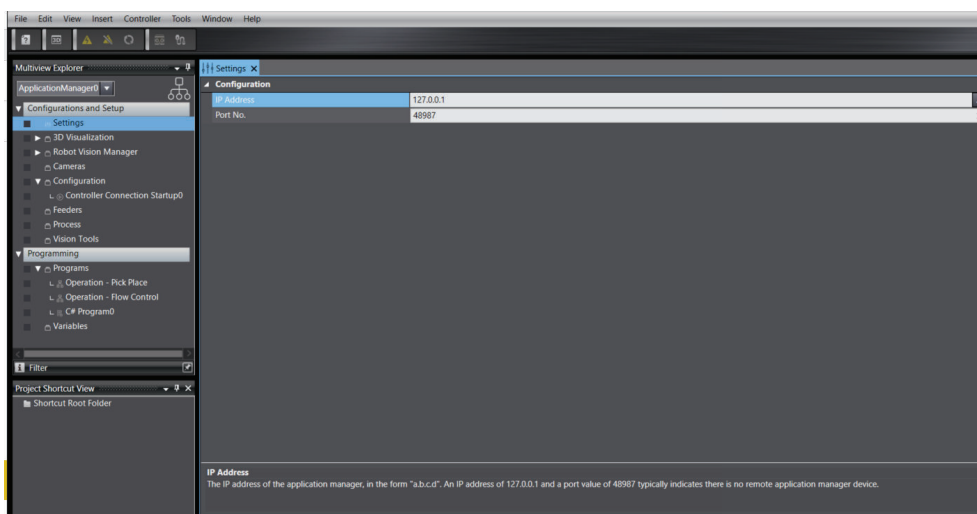 File Edit View Insert Controller Tools Window Help
Multiview Explorer
ApplicationManager0
Configurations and Setup
Settings
3D Visualization
Robot Vision Manager
Cameras
Configuration
Controller Connection Startup0
Feeders
Process
Vision Tools
Programming
Programs
Operation - Pick Place
Operation - Flow Control
C# Program0
Variables
Filter
Project Shortcut View
Shortcut Root Folder
Settings
Configuration
IP Address 127.0.0.1
Port No. 48987
IP Address
The IP address of the application manager, in the form "a.b.c.d". An IP address of 127.0.0.1 and a port value of 48987 typically indicates there is no remote application manager device.